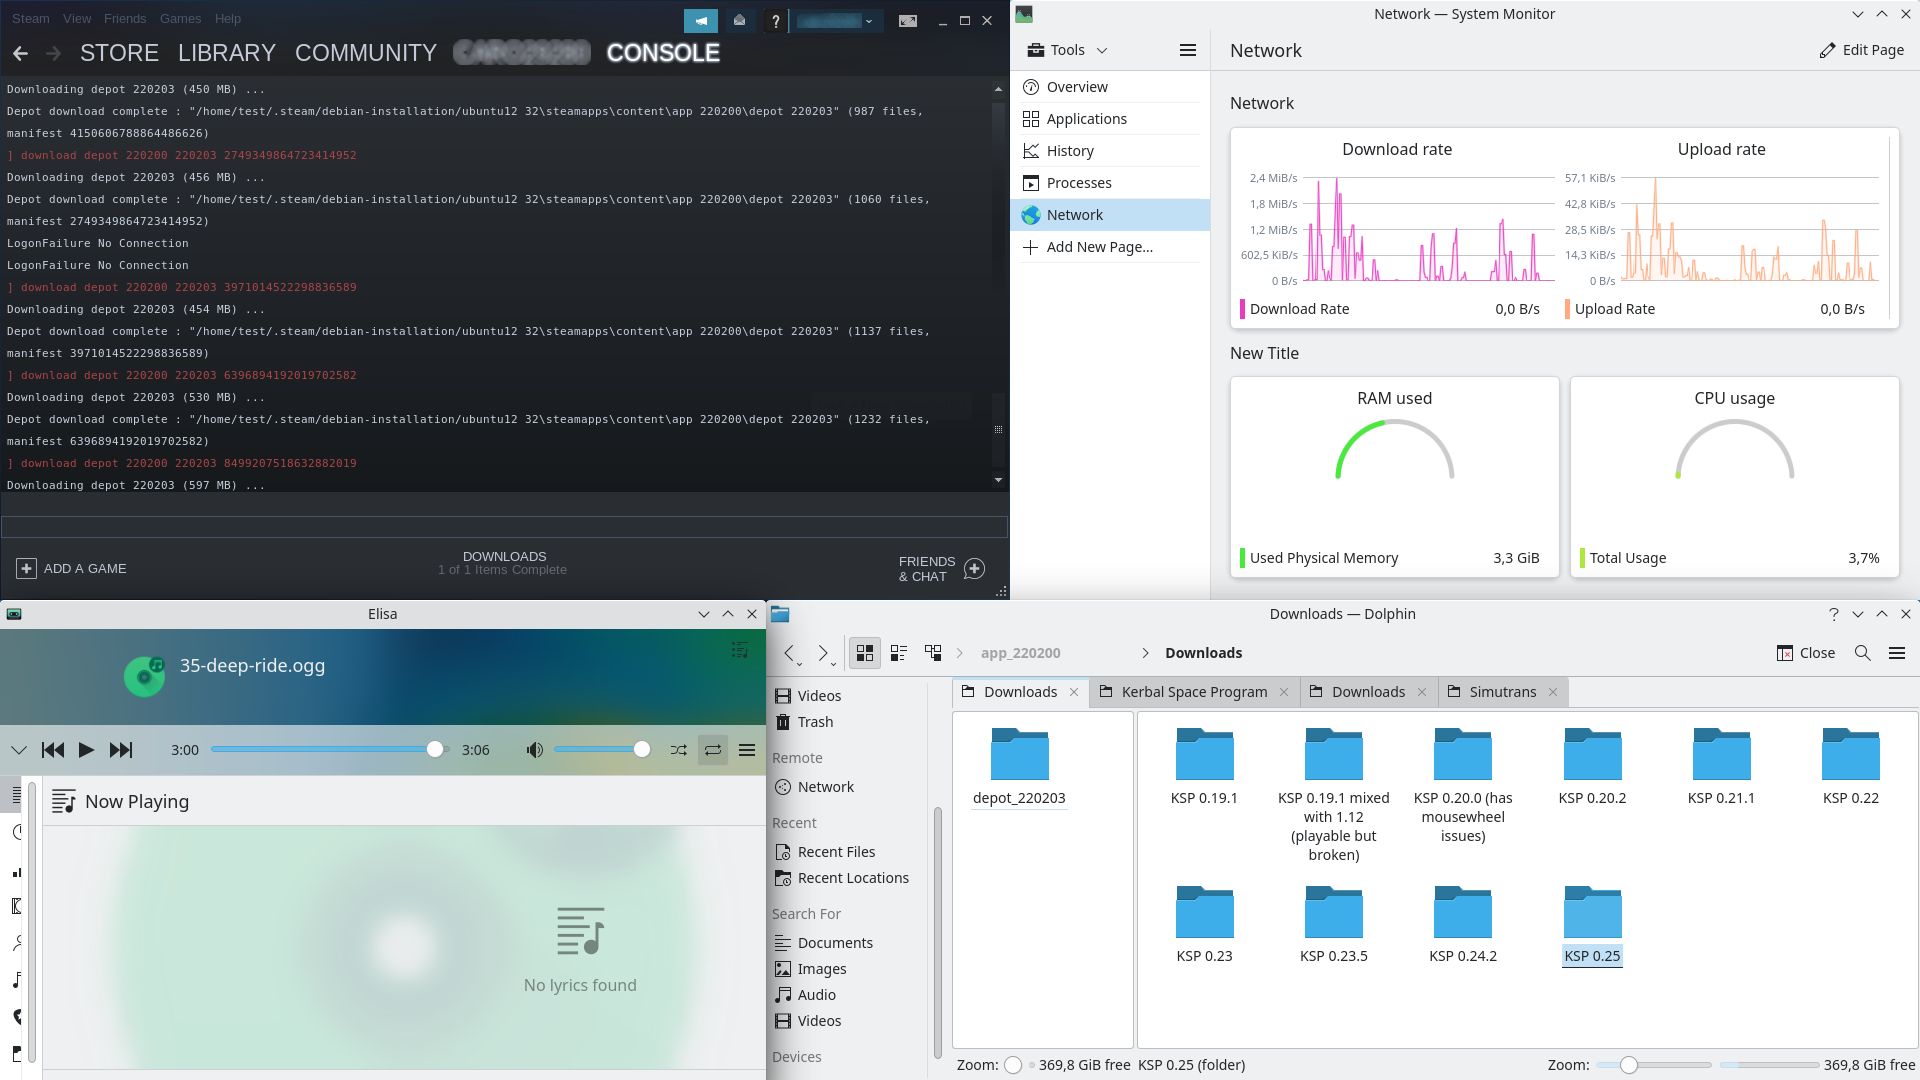 Steam View Friends Games Help
?
STORE LIBRARY COMMUNITY CONSOLE
Downloading depot 220203 (450 MB) ...
Depot download complete : "/home/test/.steam/debian-installation/ubuntu12 32\steamapps\content\app 220200\depot 220203" (987 files,
manifest 4150606788864486626)
] download depot 220200 220203 2749349864723414952
Downloading depot 220203 (456 MB) ...
Depot download complete : "/home/test/.steam/debian-installation/ubuntu12 32\steamapps\content\app 220200\depot 220203" (1060 files,
manifest 2749349864723414952)
LogonFailure No Connection
LogonFailure No Connection
] download depot 220200 220203 3971014522298836589
Downloading depot 220203 (454 MB) ...
Depot download complete : "/home/test/.steam/debian-installation/ubuntu12 32\steamapps\content\app 220200\depot 220203" (1137 files,
manifest 3971014522298836589)
] download depot 220200 220203 6396894192019702582
Downloading depot 220203 (530 MB) ...
Depot download complete : "/home/test/.steam/debian-installation/ubuntu12 32\steamapps\content\app 220200\depot 220203" (1232 files,
manifest 6396894192019702582)
] download depot 220200 220203 8499207518632882019
Downloading depot 220203 (597 MB) ...
ADD A GAME
DOWNLOADS
1 of 1 Items Complete
FRIENDS
& CHAT
Network — System Monitor
Tools
Network
Edit Page
Overview
Applications
History
Processes
Network
Add New Page...
Network
Download rate
2,4 MiB/s
1,8 MiB/s
1,2 MiB/s
602,5 KiB/s
0 B/s
Download Rate 0,0 B/s
Upload rate
57,1 KiB/s
42,8 KiB/s
28,5 KiB/s
14,3 KiB/s
0 B/s
Upload Rate 0,0 B/s
New Title
RAM used
Used Physical Memory 3,3 GiB
CPU usage
Total Usage 3,7%
Elisa
35-deep-ride.ogg
3:00
3:06
Now Playing
No lyrics found
Downloads — Dolphin
?
app_220200
Downloads
Close
Videos
Trash
Remote
Network
Recent
Recent Files
Recent Locations
Search For
Documents
Images
Audio
Videos
Devices
Downloads
Kerbal Space Program
Downloads
Simutrans
depot_220203
KSP 0.19.1
KSP 0.19.1 mixed
with 1.12
(playable but
broken)
KSP 0.20.0 (has
mousewheel
issues)
KSP 0.20.2
KSP 0.21.1
KSP 0.22
KSP 0.23
KSP 0.23.5
KSP 0.24.2
KSP 0.25
Zoom: 369,8 GiB free
KSP 0.25 (folder)
Zoom: 369,8 GiB free